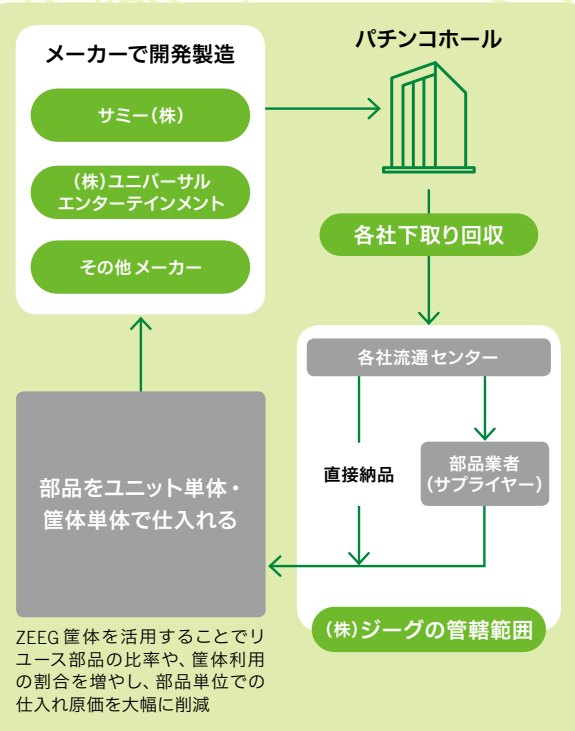 メーカーで開発製造
サミー(株)
(株)ユニバーサル
エンターテインメント
その他メーカー
パチンコホール
各社下取り回収
各社流通センター
直接納品
部品業者
(サプライヤー)
(株)ジーグの管轄範囲
部品をユニット単体・
筐体単体で仕入れる
ZEEG筐体を活用することでリ
ユース部品の比率や、筐体利用
の割合を増やし、部品単位での
仕入れ原価を大幅に削減